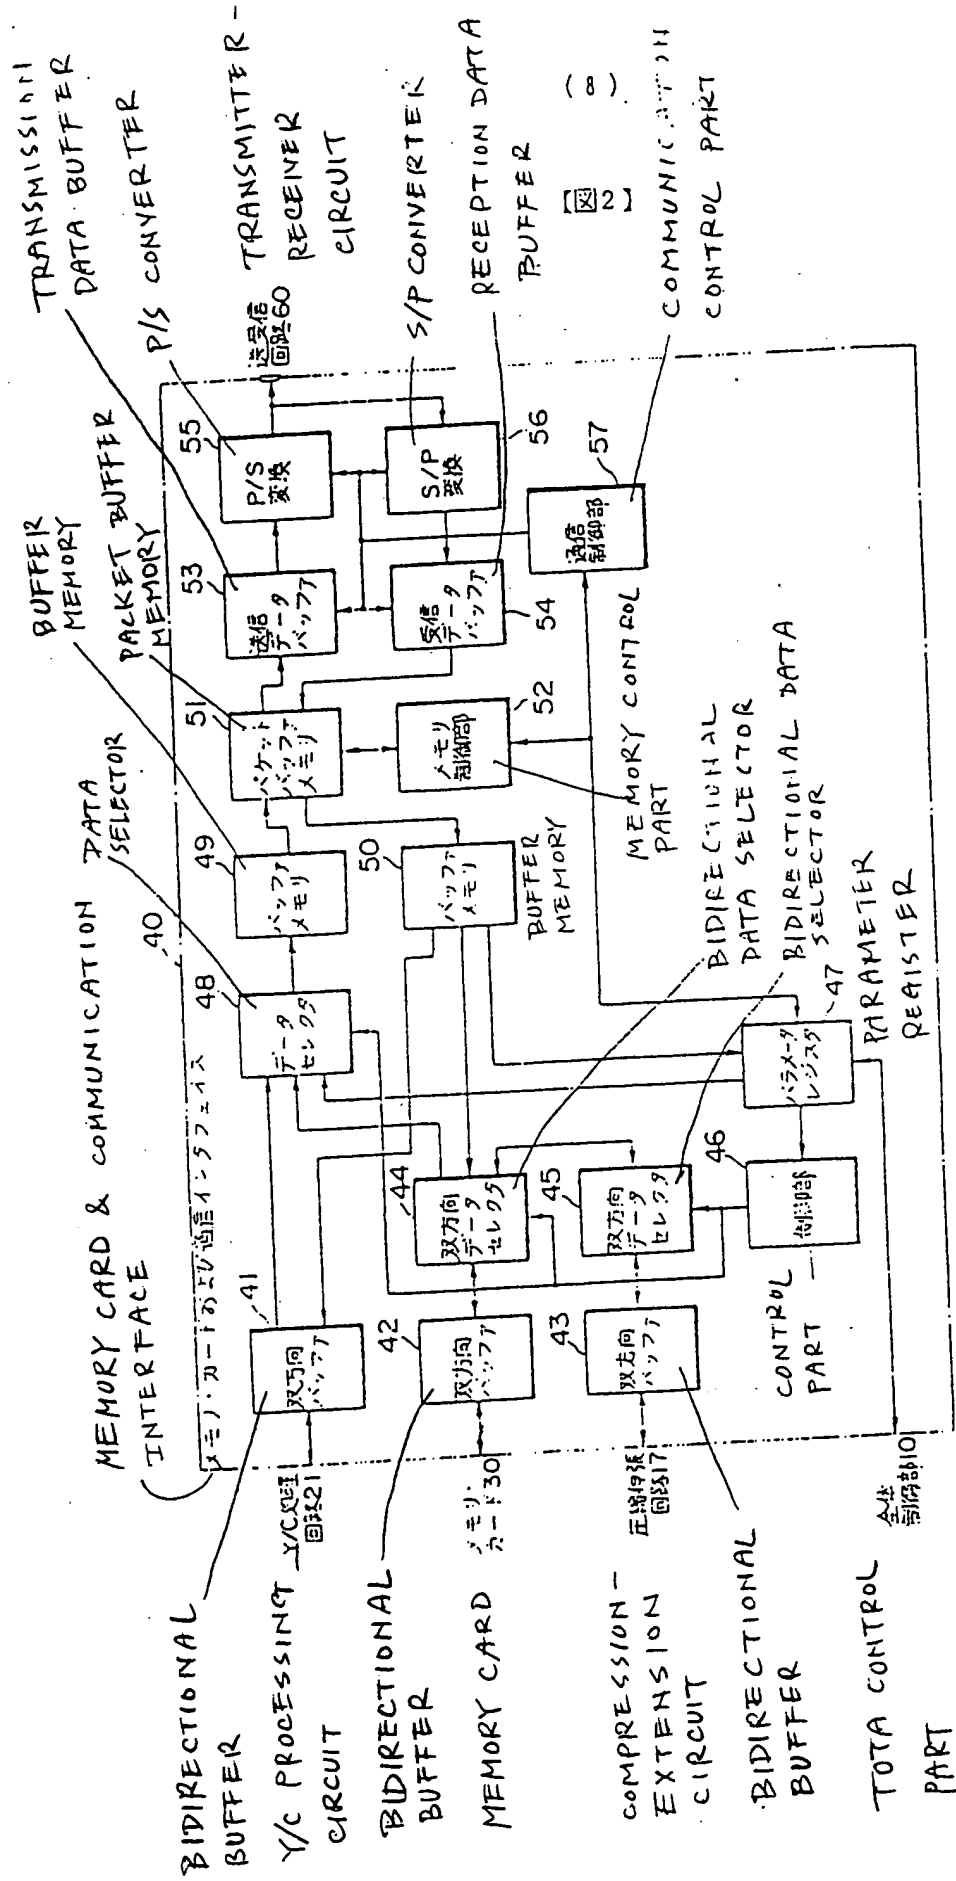 TRANSMISSION
DATA BUFFER
P/S CONVERTER
TRANSMITTER -
RECEIVER
CIRCUIT
S/P CONVERTER
RECEPTION DATA
BUFFER
(8)
【図2】
COMMUNICATION
CONTROL PART
BUFFER
MEMORY
PACKET BUFFER
MEMORY
DATA
SELECTOR
MEMORY CARD & COMMUNICATION
INTERFACE
40
メモリ・カードおよび通信インタフェイス
送受信
回路60
55
P/S
変換
S/P
変換
56
53
送信
データ
バッファ
受信
データ
バッファ
54
57
通信
制御部
51
パケット
バッファ
メモリ
52
メモリ
制御部
MEMORY CONTROL
PART
49
バッファ
メモリ
50
バッファ
メモリ
BUFFER
MEMORY
48
データ
セレクタ
BIDIRECTIONAL
DATA SELECTOR
BIDIRECTIONAL DATA
SELECTOR
47
パラメータ
レジスタ
PARAMETER
REGISTER
44
双方向
データ
セレクタ
45
双方向
データ
セレクタ
46
制御部
CONTROL
PART
41
双方向
バッファ
42
双方向
バッファ
43
双方向
バッファ
Y/C処理
回路21
メモリ・
カード30
圧縮伸張
回路17
全体
制御部10
BIDIRECTIONAL
BUFFER
Y/C PROCESSING
CIRCUIT
BIDIRECTIONAL
BUFFER
MEMORY CARD
COMPRESSION-
EXTENSION
CIRCUIT
BIDIRECTIONAL
BUFFER
TOTA CONTROL
PART